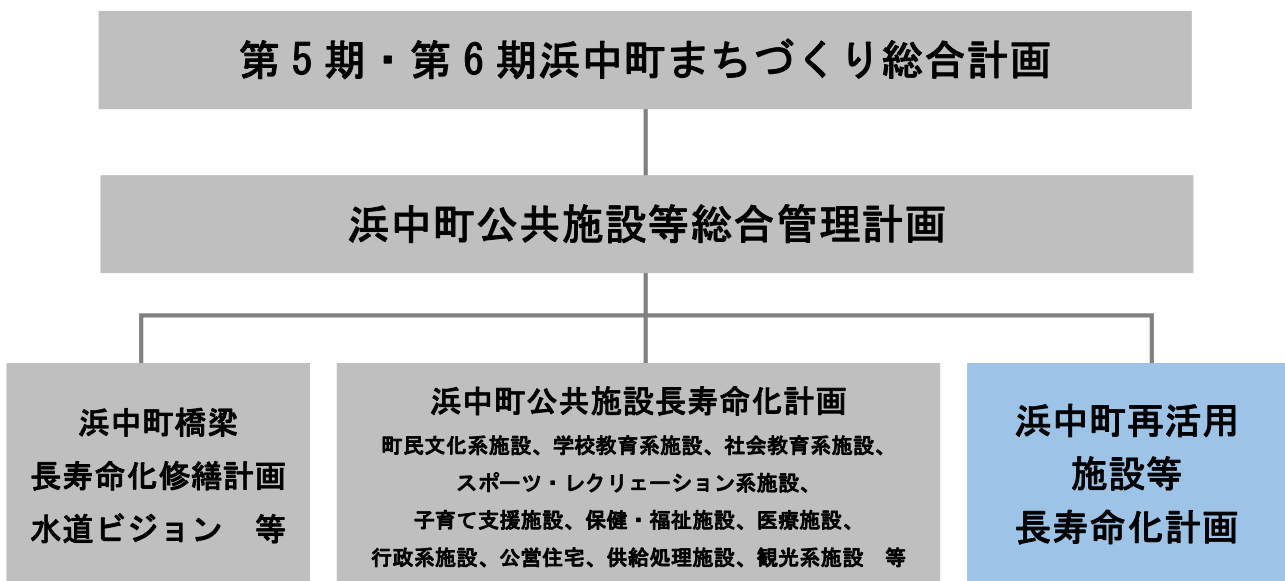 第5期・第6期浜中町まちづくり総合計画
浜中町公共施設等総合管理計画
浜中町橋梁
長寿命化修繕計画
水道ビジョン　等
浜中町公共施設長寿命化計画
町民文化系施設、学校教育系施設、社会教育系施設、
スポーツ・レクリェーション系施設、
子育て支援施設、保健・福祉施設、医療施設、
行政系施設、公営住宅、供給処理施設、観光系施設　等
浜中町再活用
施設等
長寿命化計画